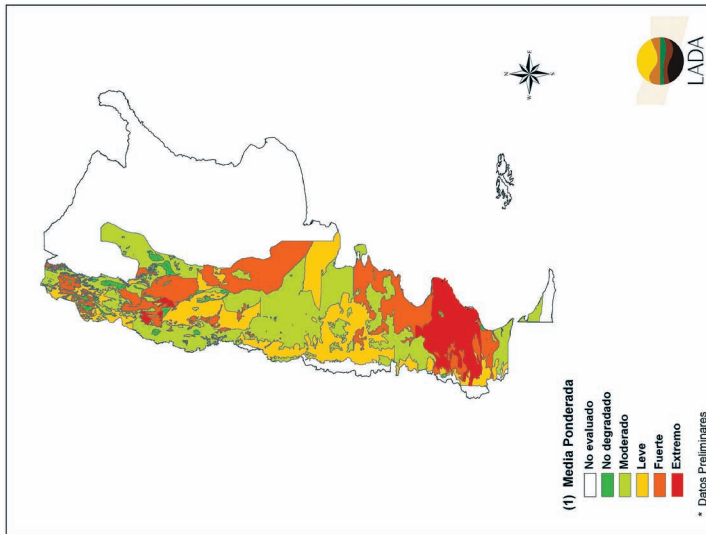 (1) Media Ponderada
No evaluado
No degradado
Moderado
Leve
Fuerte
Extremo
* Datos Preliminares
N
E
S
W
LADA